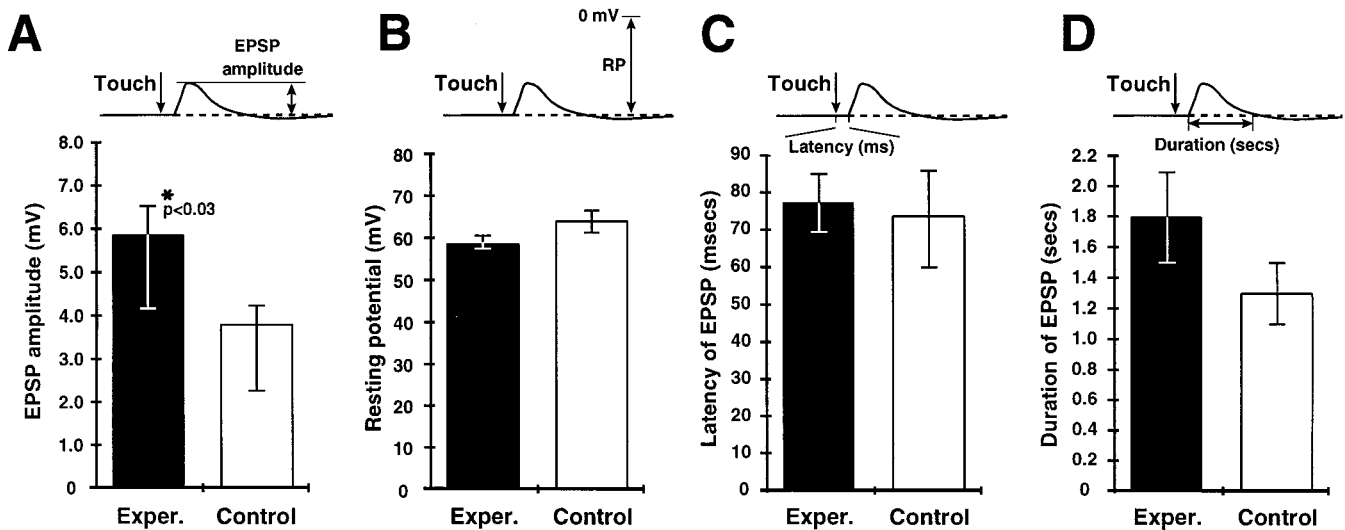 A
Touch
EPSP
amplitude
EPSP amplitude (mV)
8.0
7.0
6.0
5.0
4.0
3.0
2.0
1.0
0
*
p<0.03
Exper.
Control
B
Touch
0 mV
RP
Resting potential (mV)
80
70
60
50
40
30
20
10
0
Exper.
Control
C
Touch
Latency (ms)
Latency of EPSP (msecs)
90
80
70
60
50
40
30
20
10
0
Exper.
Control
D
Touch
Duration (secs)
Duration of EPSP (secs)
2.2
2.0
1.8
1.6
1.4
1.2
1.0
0.8
0.6
0.4
0.2
0
Exper.
Control